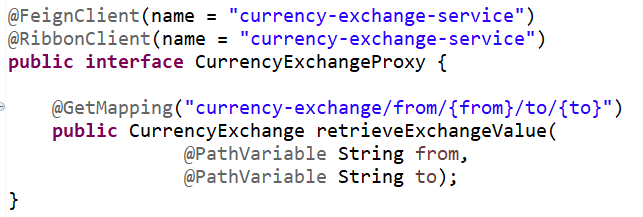 @FeignClient(name = "currency-exchange-service")
@RibbonClient(name = "currency-exchange-service")
public interface CurrencyExchangeProxy {
@GetMapping("currency-exchange/from/{from}/to/{to}")
public CurrencyExchange retrieveExchangeValue(
@PathVariable String from,
@PathVariable String to);
}